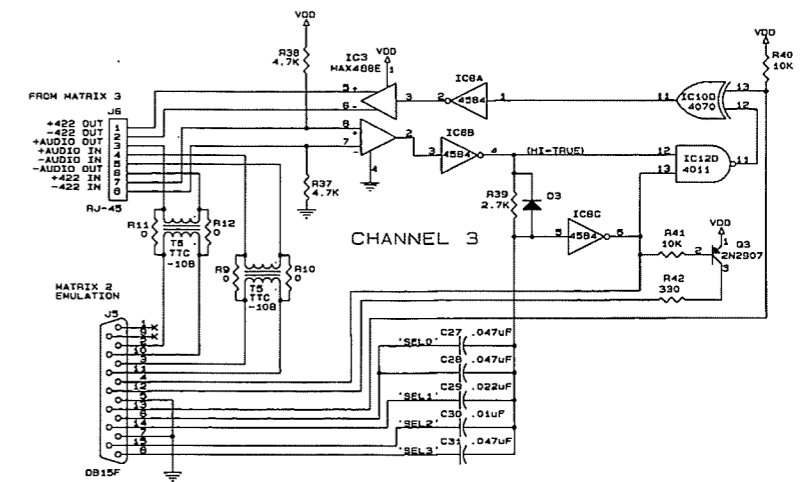 VDD
VDD
R38
4.7K
IC3
MAX488E
VDD
1
R40
10K
FROM MATRIX 3
J6
5 +
6 -
3
2
IC8A
4584
1
11
IC10D
4070
13
12
+422 OUT 1
-422 OUT 2
+AUDIO OUT 3
+AUDIO IN 4
-AUDIO IN 5
-AUDIO OUT 6
+422 IN 7
-422 IN 8
RJ-45
8 +
7 -
2
4
IC8B
3
4584
4
(HI-TRUE)
12
13
IC12D
4011
11
R37
4.7K
R39
2.7K
D3
IC8C
5
4584
6
R11
0
T6
TTC
-108
R12
0
R9
0
T5
TTC
-108
R10
0
CHANNEL 3
R41
10K
2
VDD
1
Q3
2N2907
3
R42
330
MATRIX 2
EMULATION
J5
1
9
2
10
3
11
4
12
5
13
6
14
7
15
8
DB15F
'SEL0' C27 .047uF
C28 .047uF
'SEL1' C29 .022uF
'SEL2' C30 .01uF
'SEL3' C31 .047uF